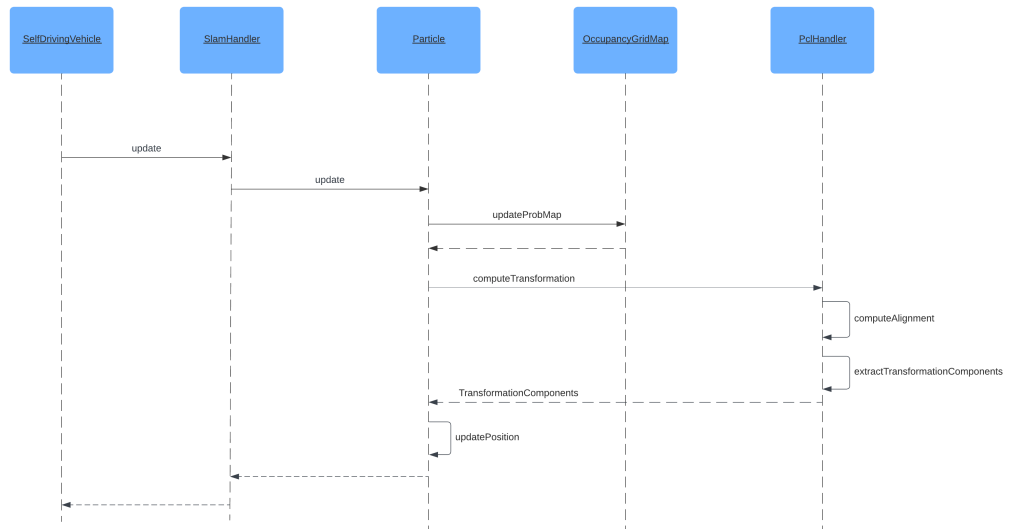 SelfDrivingVehicle
SlamHandler
Particle
OccupancyGridMap
PclHandler
update
update
updateProbMap
computeTransformation
computeAlignment
extractTransformationComponents
TransformationComponents
updatePosition